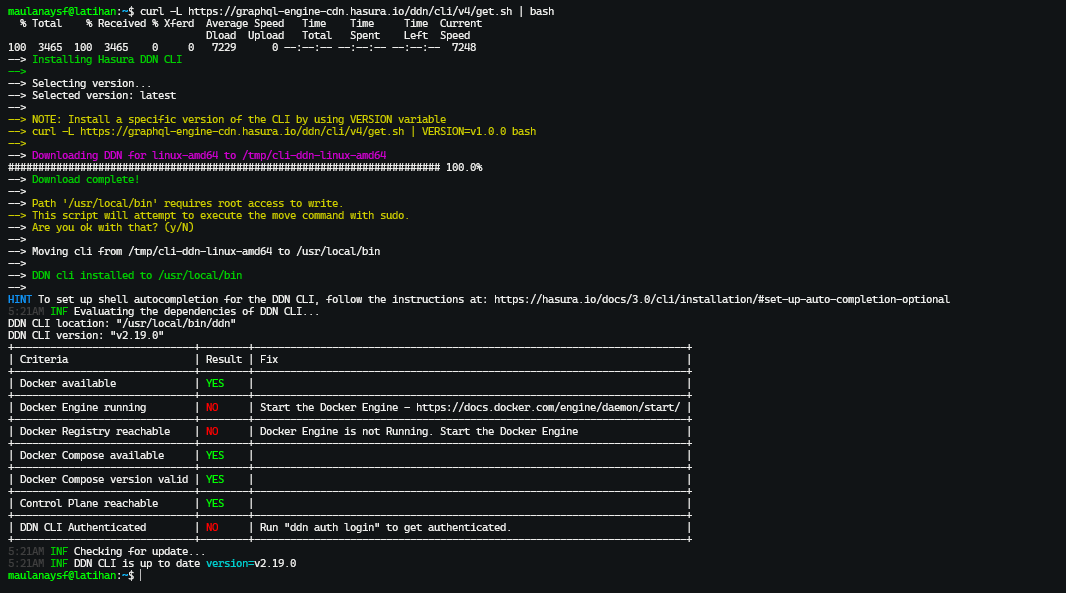 maulanaysf@latihan:~$ curl -L https://graphql-engine-cdn.hasura.io/ddn/cli/v4/get.sh | bash
  % Total    % Received % Xferd  Average Speed   Time    Time     Time  Current
                                 Dload  Upload   Total   Spent    Left  Speed
100  3465  100  3465    0     0   7229      0 --:--:-- --:--:-- --:--:--  7248
--> Installing Hasura DDN CLI
-->
--> Selecting version...
--> Selected version: latest
-->
--> NOTE: Install a specific version of the CLI by using VERSION variable
--> curl -L https://graphql-engine-cdn.hasura.io/ddn/cli/v4/get.sh | VERSION=v1.0.0 bash
-->
--> Downloading DDN for linux-amd64 to /tmp/cli-ddn-linux-amd64
######################################################################## 100.0%
--> Download complete!
-->
--> Path '/usr/local/bin' requires root access to write.
--> This script will attempt to execute the move command with sudo.
--> Are you ok with that? (y/N)
-->
--> Moving cli from /tmp/cli-ddn-linux-amd64 to /usr/local/bin
-->
--> DDN cli installed to /usr/local/bin
-->
HINT To set up shell autocompletion for the DDN CLI, follow the instructions at: https://hasura.io/docs/3.0/cli/installation/#set-up-auto-completion-optional
5:21AM INF Evaluating the dependencies of DDN CLI...
DDN CLI location: "/usr/local/bin/ddn"
DDN CLI version: "v2.19.0"
| Criteria | Result | Fix |
| Docker available | YES | |
| Docker Engine running | NO | Start the Docker Engine - https://docs.docker.com/engine/daemon/start/ |
| Docker Registry reachable | NO | Docker Engine is not Running. Start the Docker Engine |
| Docker Compose available | YES | |
| Docker Compose version valid | YES | |
| Control Plane reachable | YES | |
| DDN CLI Authenticated | NO | Run "ddn auth login" to get authenticated. |
5:21AM INF Checking for update...
5:21AM INF DDN CLI is up to date version=v2.19.0
maulanaysf@latihan:~$